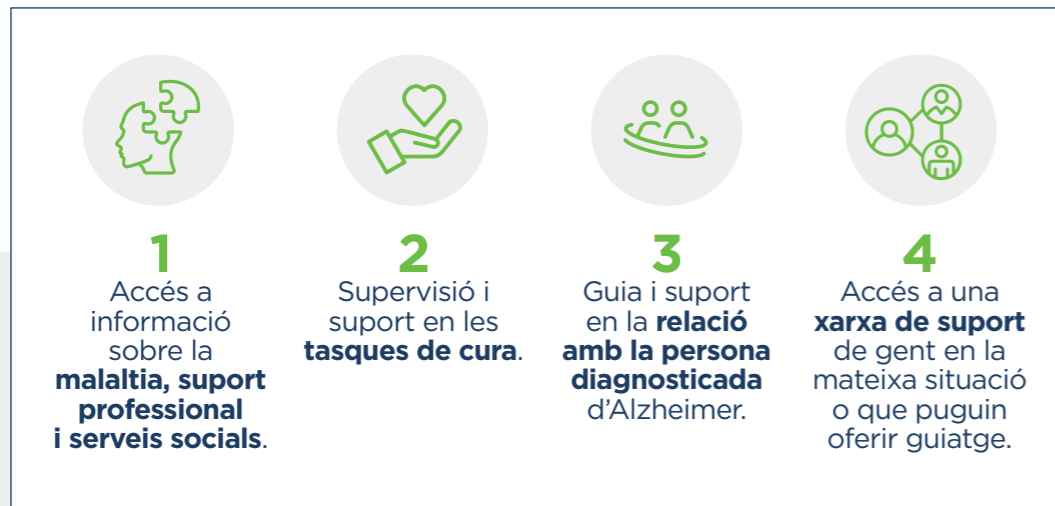 1
Accés a
informació
sobre la
malaltia, suport
professional
i serveis socials.
2
Supervisió i
suport en les
tasques de cura.
3
Guia i suport
en la relació
amb la persona
diagnosticada
d’Alzheimer.
4
Accés a una
xarxa de suport
de gent en la
mateixa situació
o que puguin
oferir guiatge.